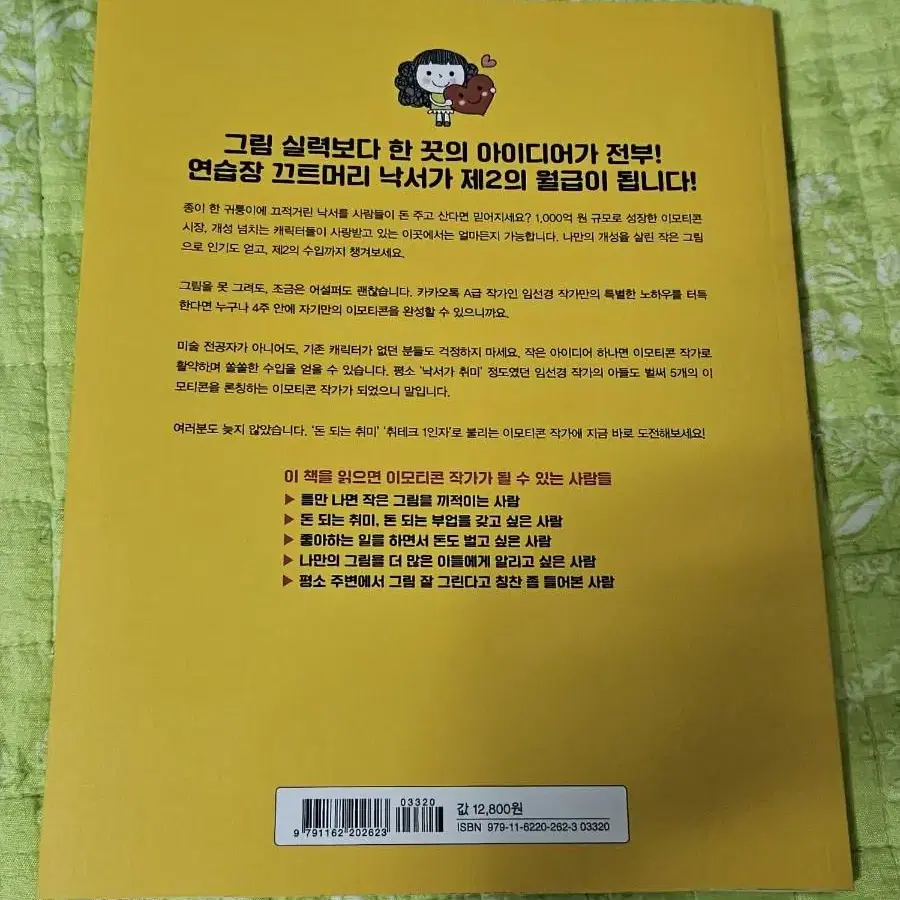 그림 실력보다 한 끗의 아이디어가 전부!
연습장 끄트머리 낙서가 제2의 월급이 됩니다!
종이 한 귀퉁이에 끄적거린 낙서를 사람들이 돈 주고 산다면 믿어지세요? 1,000억 원 규모로 성장한 이모티콘
시장, 개성 넘치는 캐릭터들이 사랑받고 있는 이곳에서는 얼마든지 가능합니다. 나만의 개성을 살린 작은 그림
으로 인기도 얻고, 제2의 수입까지 챙겨보세요.
그림을 못 그려도, 조금은 어설퍼도 괜찮습니다. 카카오톡 A급 작가인 임선경 작가만의 특별한 노하우를 터득
한다면 누구나 4주 안에 자기만의 이모티콘을 완성할 수 있으니까요.
미술 전공자가 아니어도, 기존 캐릭터가 없던 분들도 걱정하지 마세요. 작은 아이디어 하나면 이모티콘 작가로
활약하며 쏠쏠한 수입을 얻을 수 있습니다. 평소 '낙서가 취미' 정도였던 임선경 작가의 아들도 벌써 5개의 이
모티콘을 론칭하는 이모티콘 작가가 되었으니 말입니다.
여러분도 늦지 않았습니다. '돈 되는 취미' '취테크 1인자'로 불리는 이모티콘 작가에 지금 바로 도전해보세요!
이 책을 읽으면 이모티콘 작가가 될 수 있는 사람들
▶ 틈만 나면 작은 그림을 끼적이는 사람
▶ 돈 되는 취미, 돈 되는 부업을 갖고 싶은 사람
▶ 좋아하는 일을 하면서 돈도 벌고 싶은 사람
▶ 나만의 그림을 더 많은 이들에게 알리고 싶은 사람
▶ 평소 주변에서 그림 잘 그린다고 칭찬 좀 들어본 사람
03320
9 791162 202623
값 12,800원
ISBN 979-11-6220-262-3 03320